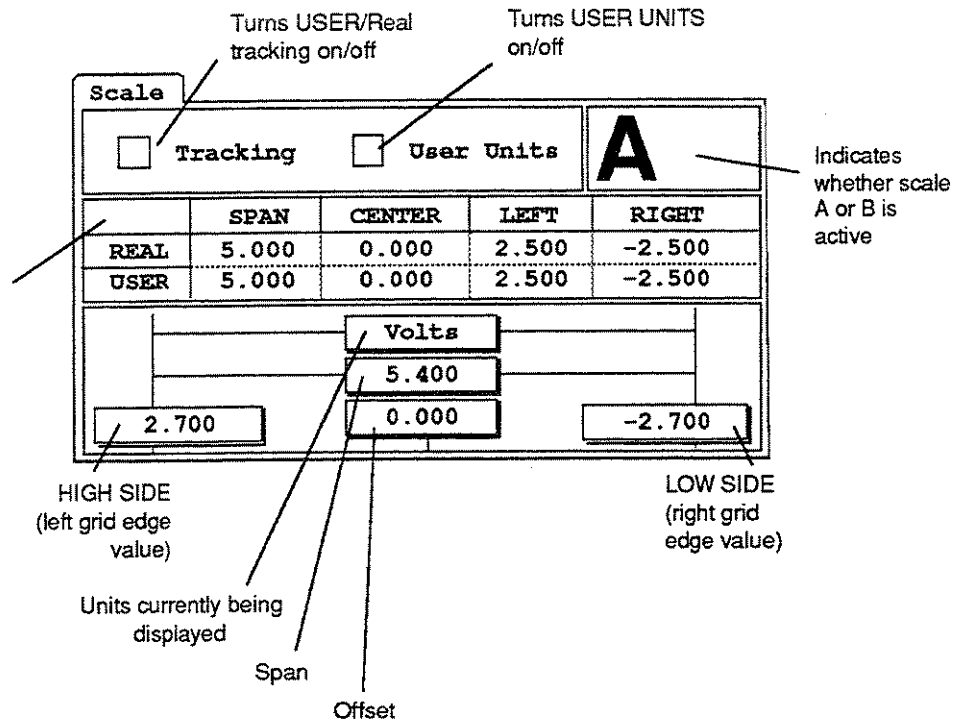 Turns USER/Real
tracking on/off
Turns USER UNITS
on/off
Scale
Tracking
User Units
A
Indicates
whether scale
A or B is
active
SPAN CENTER LEFT RIGHT
REAL 5.000 0.000 2.500 -2.500
USER 5.000 0.000 2.500 -2.500
Volts
5.400
2.700
0.000
-2.700
HIGH SIDE
(left grid edge
value)
LOW SIDE
(right grid
edge value)
Units currently being
displayed
Span
Offset